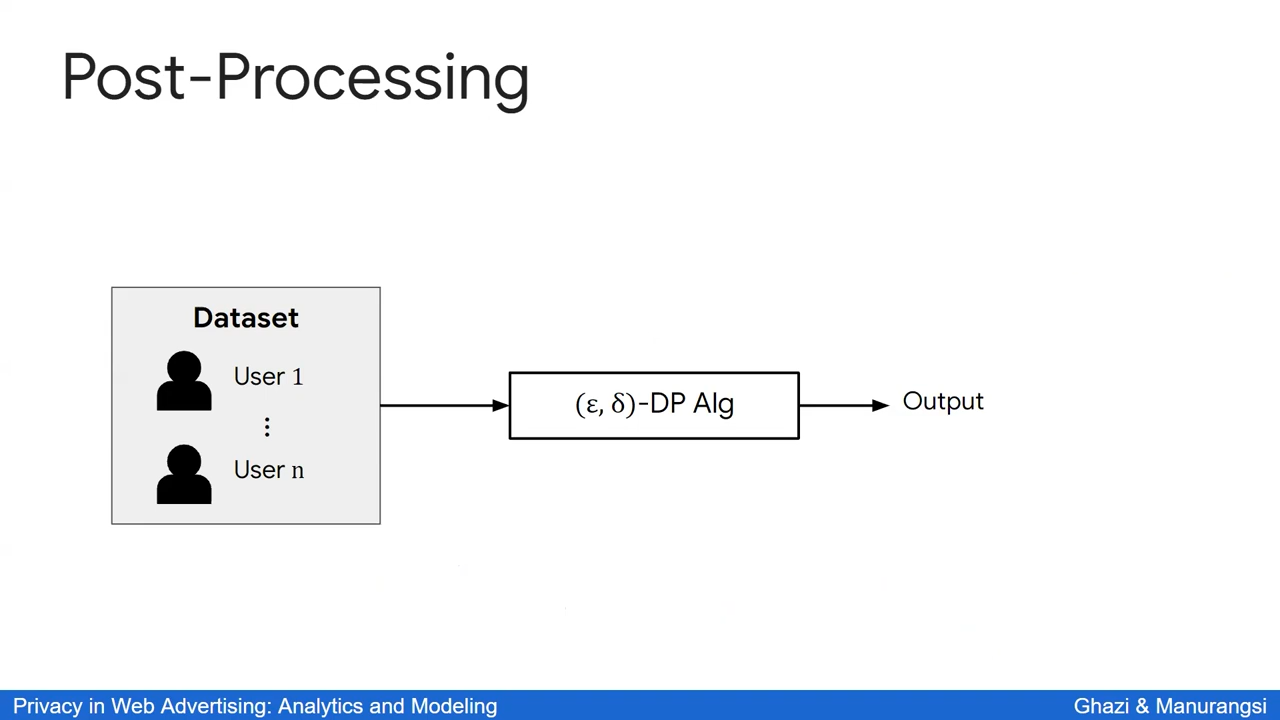 Post-Processing
Dataset
User 1
⋮
User n
(ε, δ)-DP Alg
Output
Privacy in Web Advertising: Analytics and Modeling
Ghazi & Manurangsi